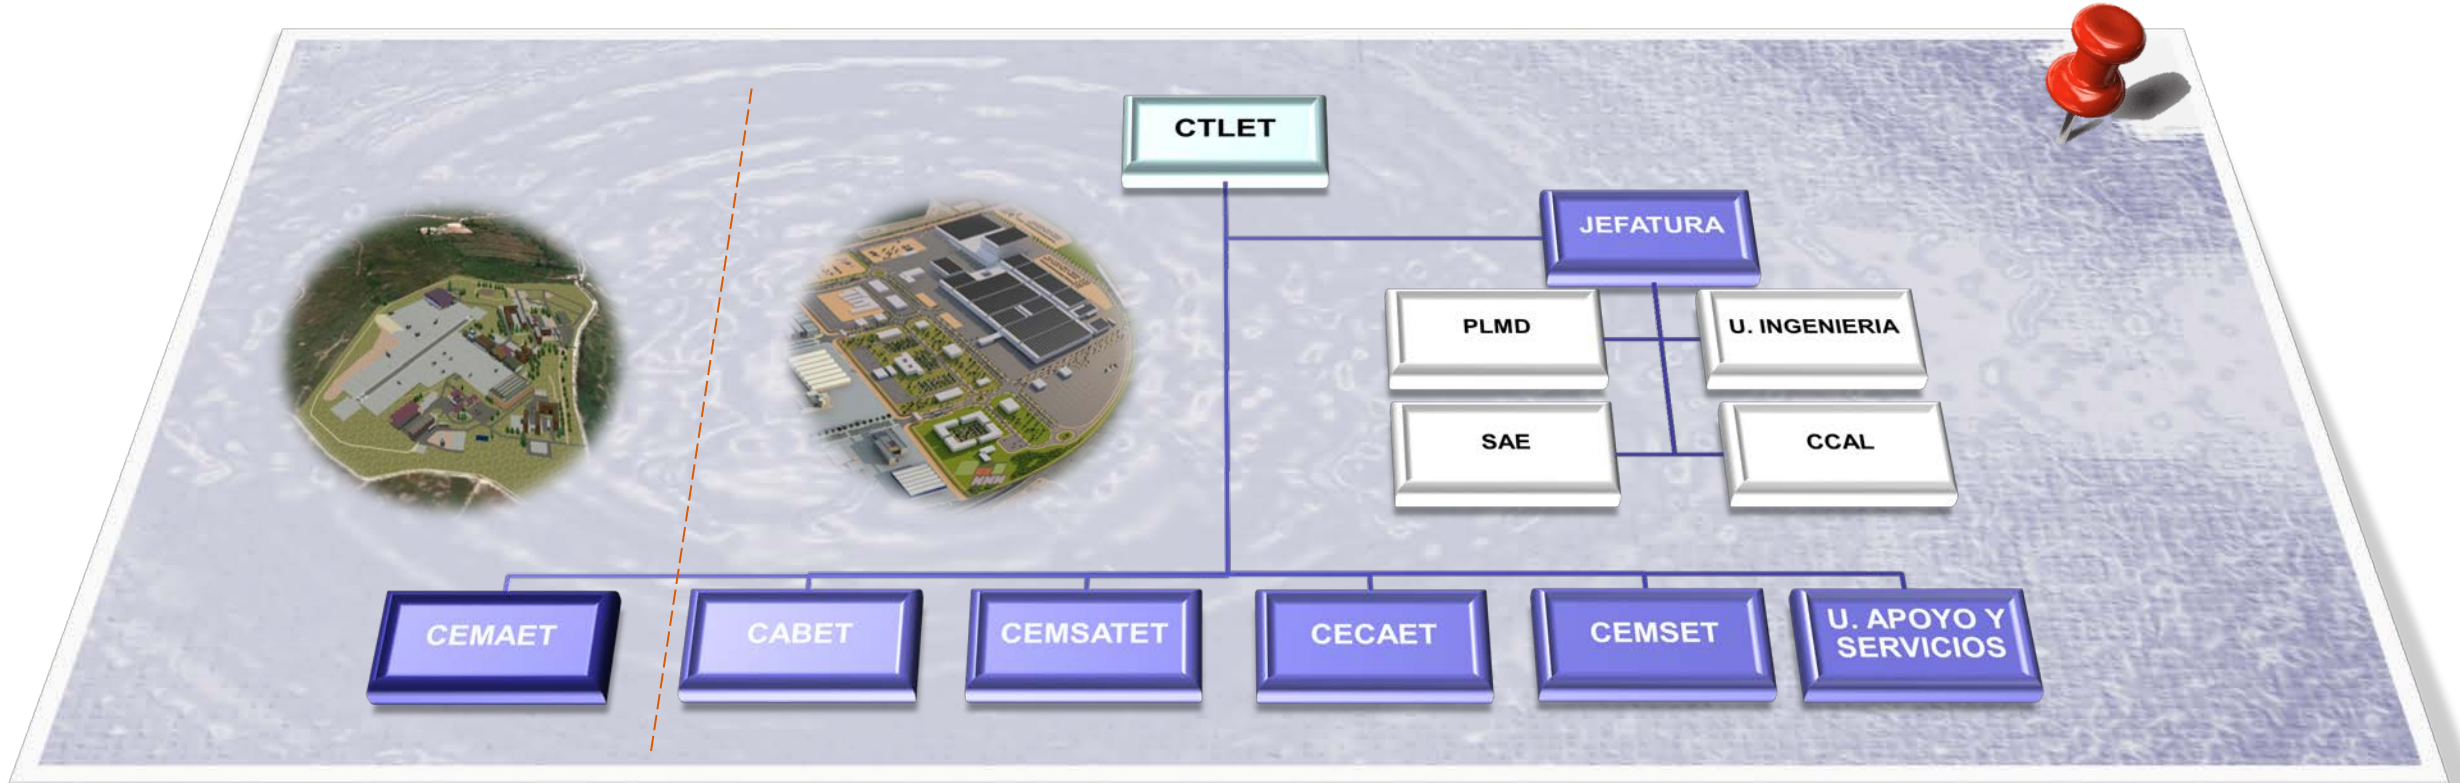 CTLET
JEFATURA
PLMD
U. INGENIERIA
SAE
CCAL
CEMAET
CABET
CEMSATET
CECAET
CEMSET
U. APOYO Y
SERVICIOS